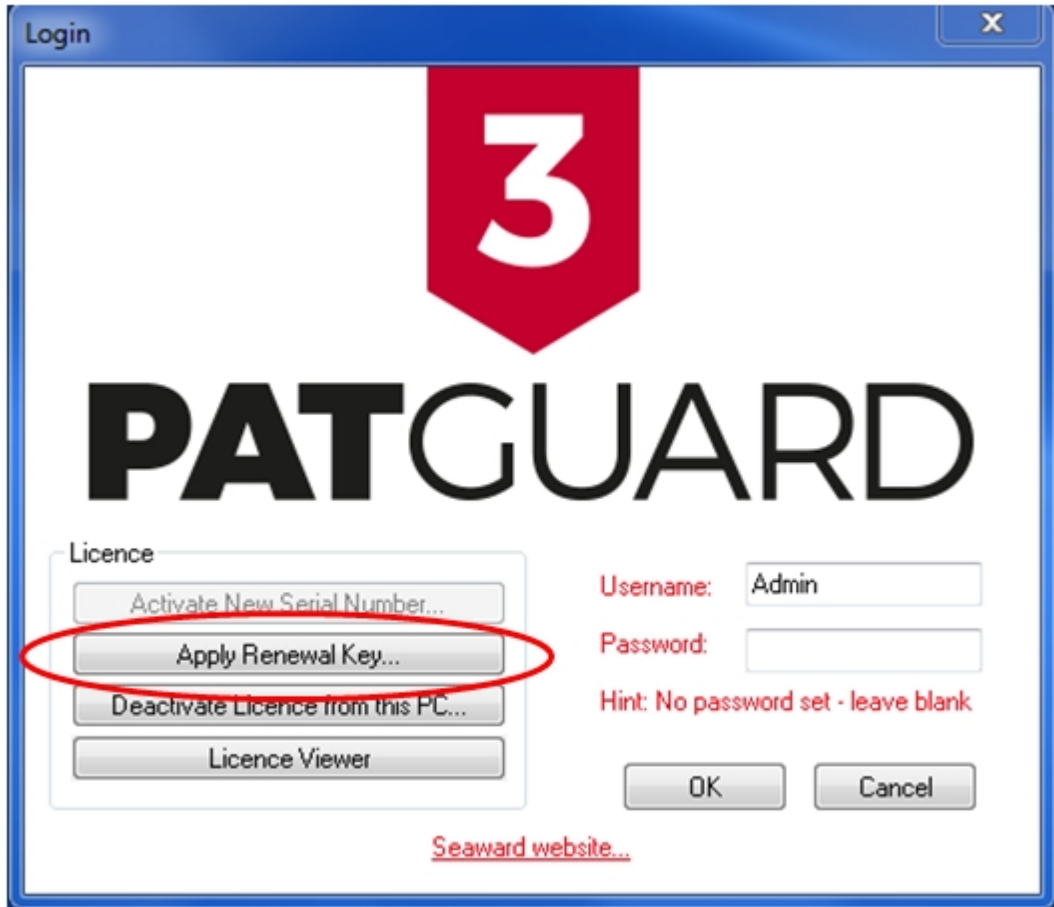 Login
3
PATGUARD
Licence
Activate New Serial Number...
Apply Renewal Key...
Deactivate Licence from this PC...
Licence Viewer
Username: Admin
Password:
Hint: No password set - leave blank
OK Cancel
Seaward website...